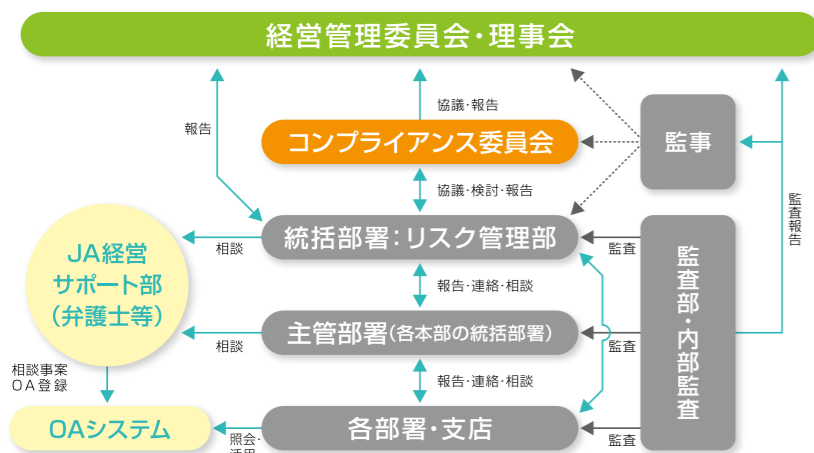 経営管理委員会・理事会
協議・報告
報告
コンプライアンス委員会
監事
協議・検討・報告
監査報告
統括部署：リスク管理部
相談
監査
JA経営
サポート部
（弁護士等）
報告・連絡・相談
監査部・内部監査
主管部署（各本部の統括部署）
相談
監査
相談事案
OA登録
報告・連絡・相談
OAシステム
照会・
活用
各部署・支店
監査